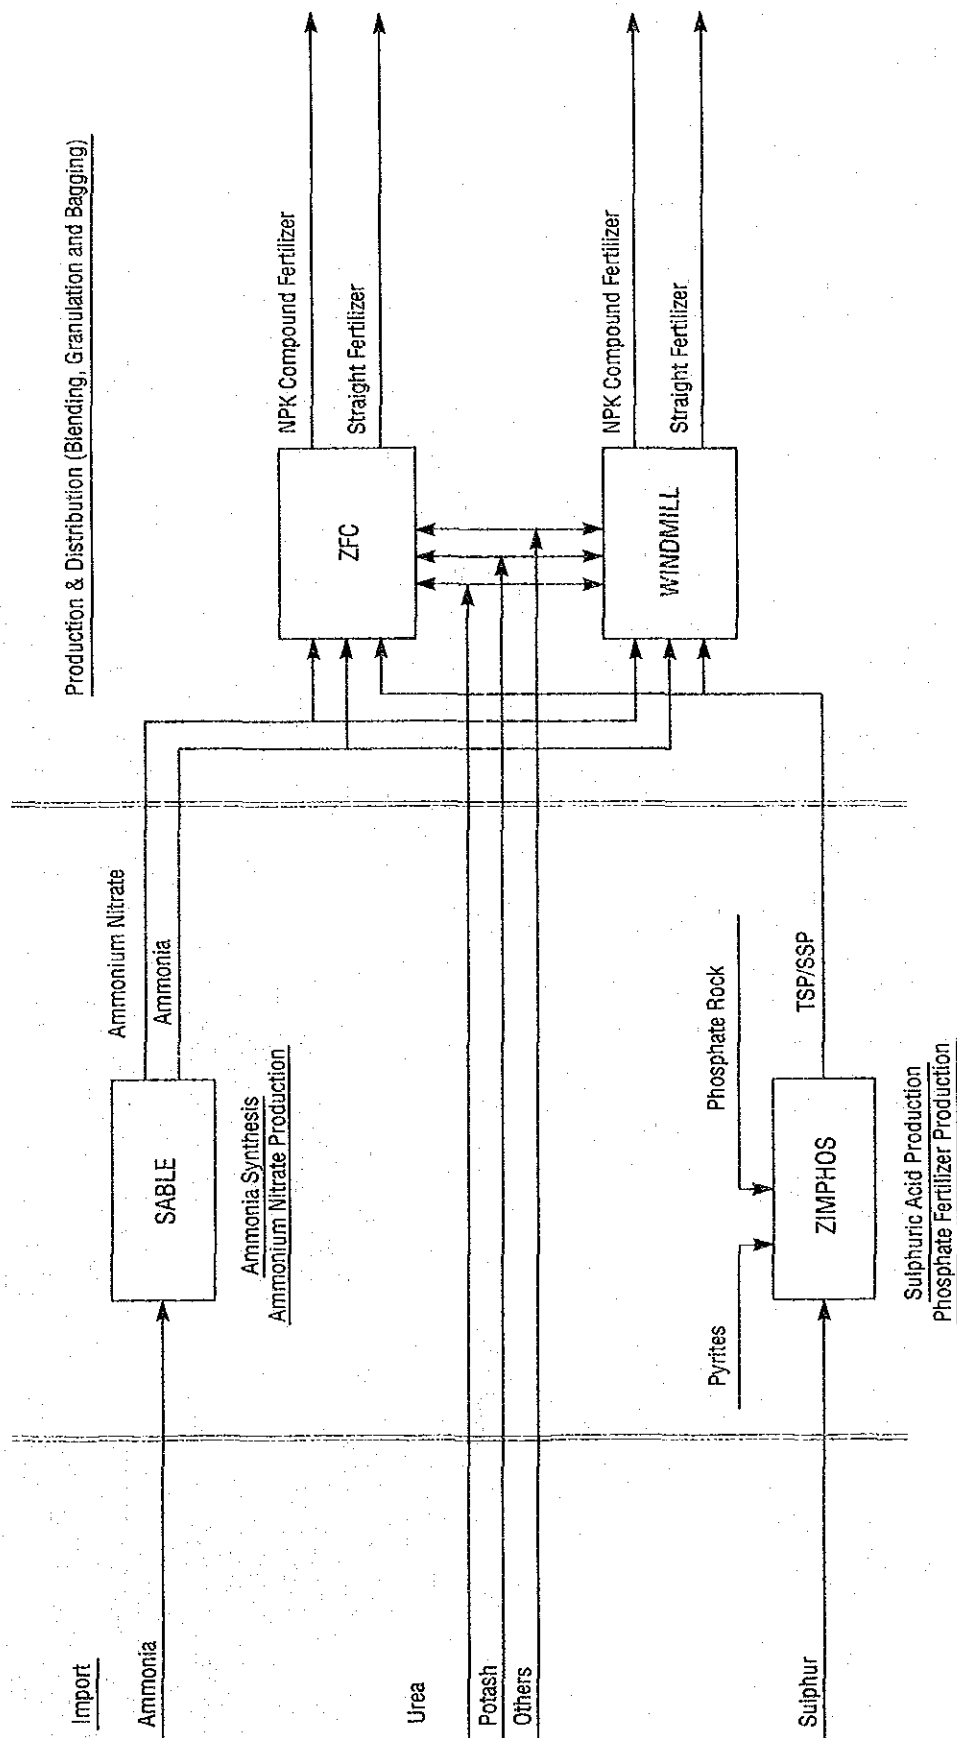 Import
Ammonia
Urea
Potash
Others
Sulphur
SABLE
Ammonia Synthesis
Ammonium Nitrate Production
Ammonium Nitrate
Ammonia
Pyrites
Phosphate Rock
ZIMPHOS
Sulphuric Acid Production
Phosphate Fertilizer Production
TSP/SSP
Production & Distribution (Blending, Granulation and Bagging)
ZFC
NPK Compound Fertilizer
Straight Fertilizer
WINDMILL
NPK Compound Fertilizer
Straight Fertilizer